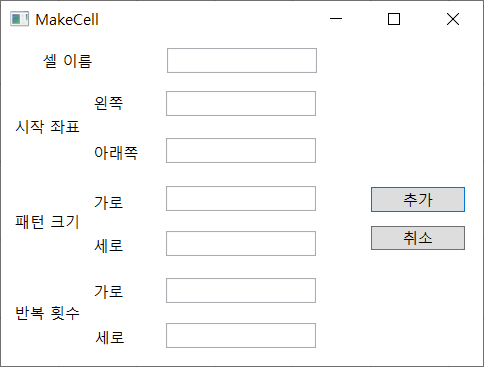 MakeCell
셀 이름
시작 좌표
왼쪽
아래쪽
패턴 크기
가로
세로
추가
취소
반복 횟수
가로
세로